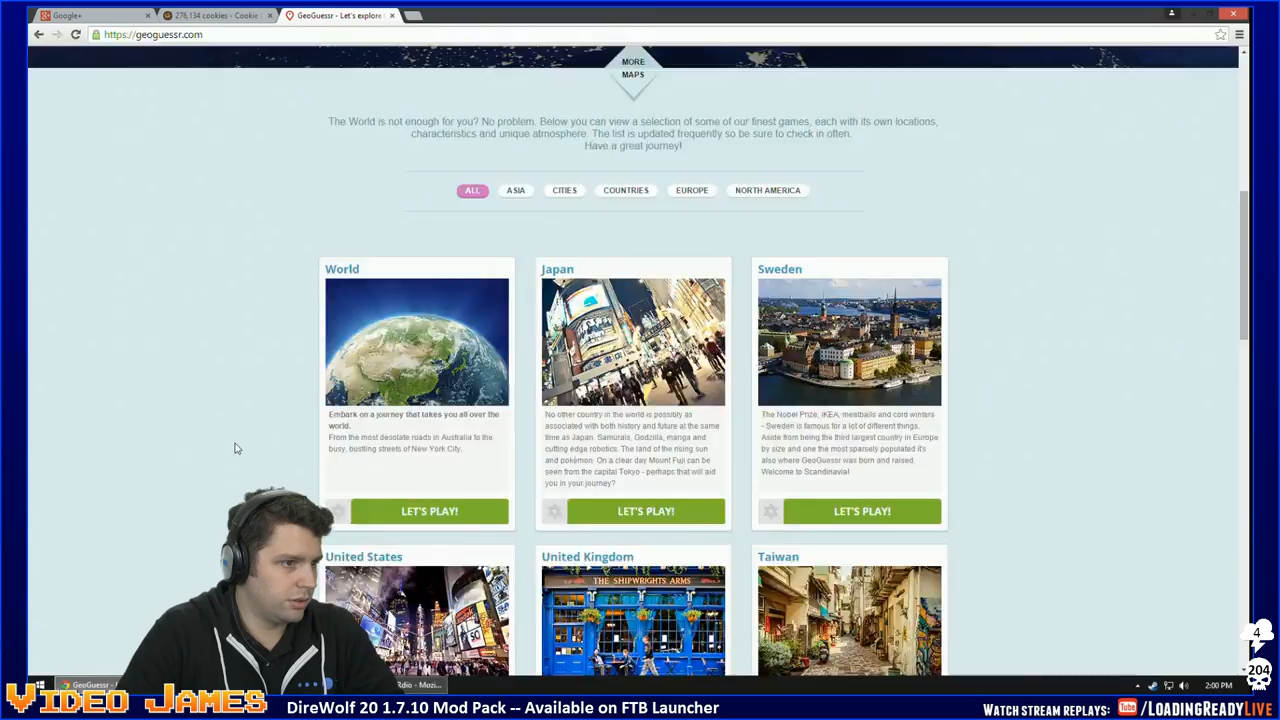 Google+
276,134 cookies - Cookie
GeoGuessr - Let's explore
https://geoguessr.com
MORE
MAPS
The World is not enough for you? No problem. Below you can view a selection of some of our finest games, each with its own locations,
characteristics and unique atmosphere. The list is updated frequently so be sure to check in often.
Have a great journey!
ALL
ASIA
CITIES
COUNTRIES
EUROPE
NORTH AMERICA
World
Embark on a journey that takes you all over the
world.
From the most desolate roads in Australia to the
busy, bustling streets of New York City.
LET'S PLAY!
Japan
No other country in the world is possibly as
associated with both history and future at the same
time as Japan. Samurais, Godzilla, manga and
cutting edge robotics. The land of the rising sun
and pokémon. On a clear day Mount Fuji can be
seen from the capital Tokyo - perhaps that will aid
you in your journey?
LET'S PLAY!
Sweden
The Nobel Prize, IKEA, meatballs and cold winters
- Sweden is famous for a lot of different things.
Aside from being the third largest country in Europe
by size and one the most sparsely populated it's
also where GeoGuessr was born and raised.
Welcome to Scandinavia!
LET'S PLAY!
United States
United Kingdom
THE SHIPWRIGHTS ARMS
Taiwan
4
204
GeoGuessr -
Rdio - Mozi...
2:00 PM
VIDEO JAMES
DireWolf 20 1.7.10 Mod Pack -- Available on FTB Launcher
WATCH STREAM REPLAYS: YouTube /LOADINGREADYLIVE